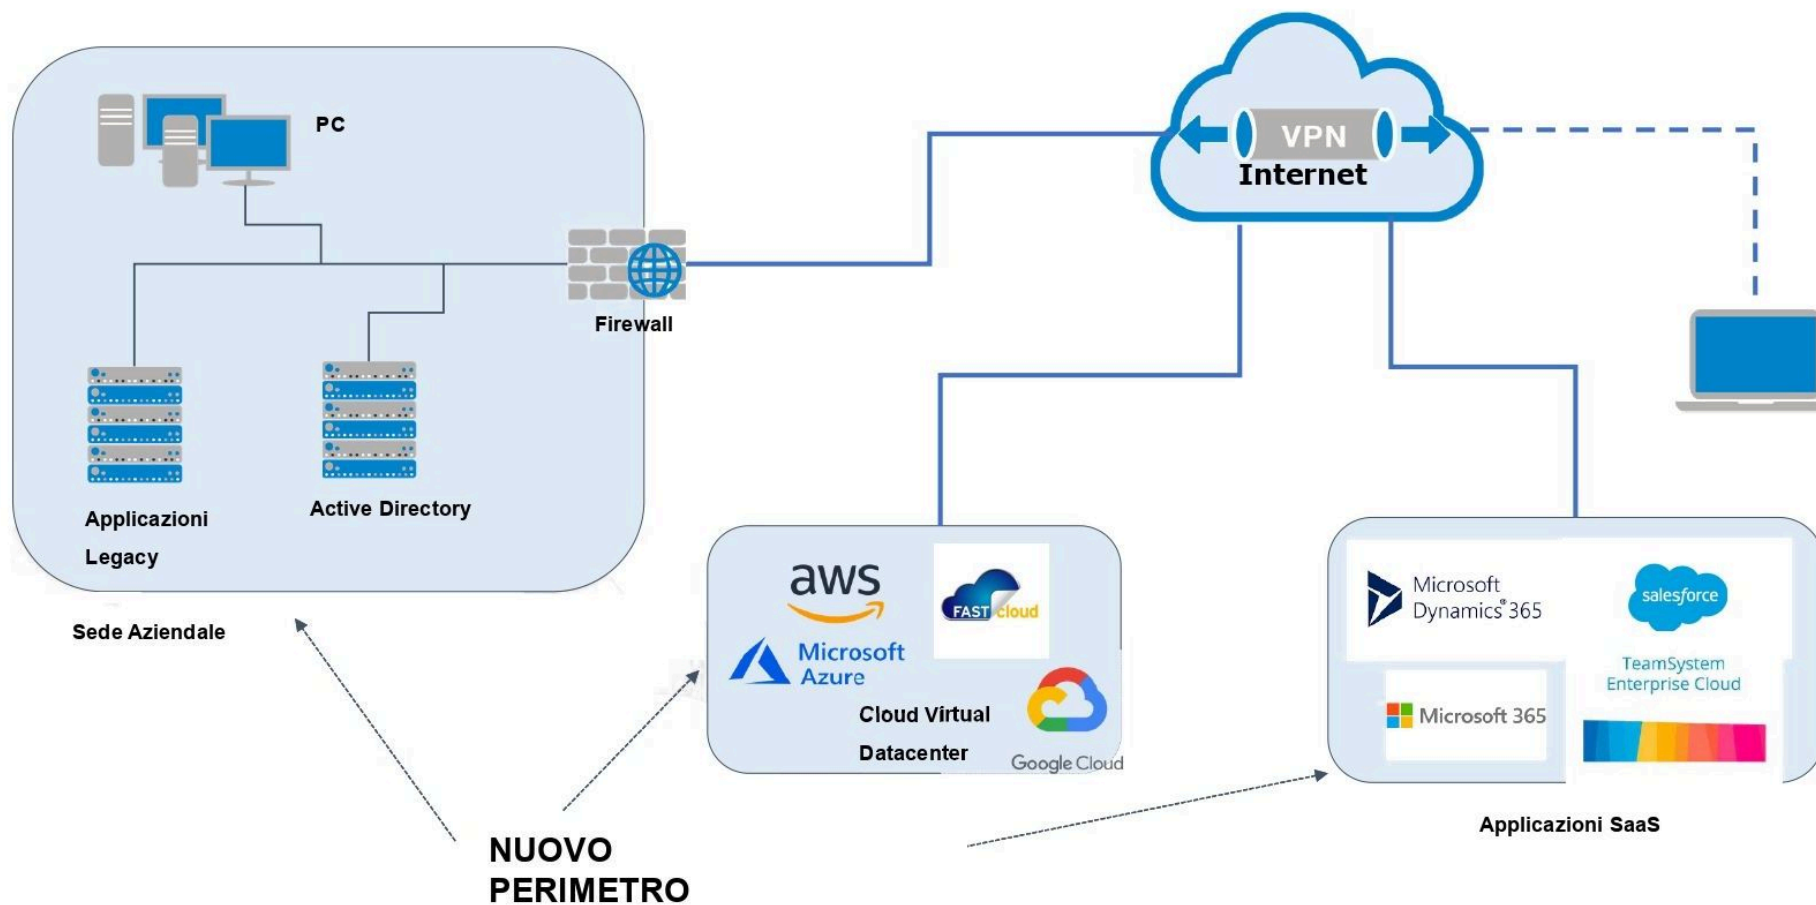 PC
VPN
Internet
Firewall
Applicazioni
Legacy
Active Directory
Sede Aziendale
aws
FAST cloud
Microsoft
Azure
Cloud Virtual
Datacenter
Google Cloud
Microsoft
Dynamics® 365
salesforce
TeamSystem
Enterprise Cloud
Microsoft 365
Applicazioni SaaS
NUOVO
PERIMETRO